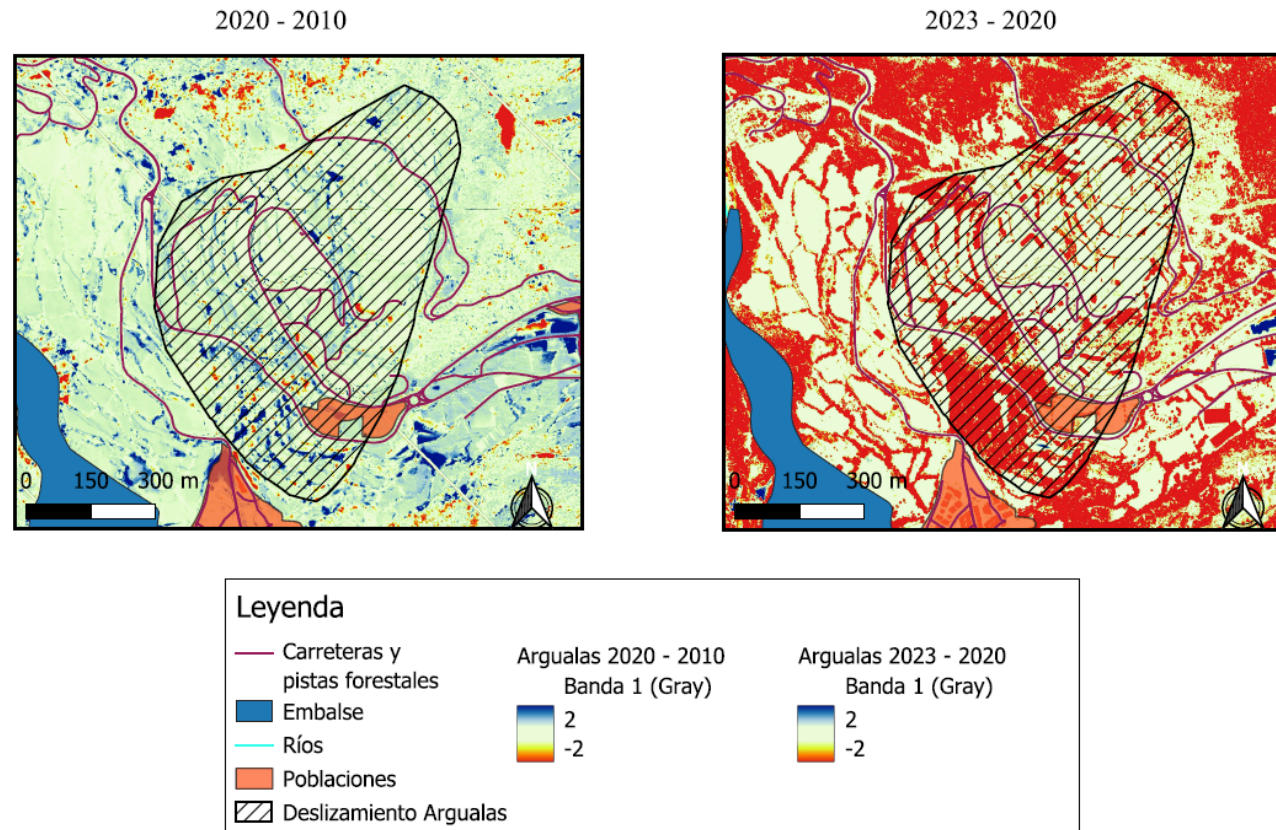 2020 - 2010
2023 - 2020
0 150 300 m
N
0 150 300 m
N
Leyenda
Carreteras y
pistas forestales
Embalse
Ríos
Poblaciones
Deslizamiento Argualas
Argualas 2020 - 2010
Banda 1 (Gray)
2
-2
Argualas 2023 - 2020
Banda 1 (Gray)
2
-2